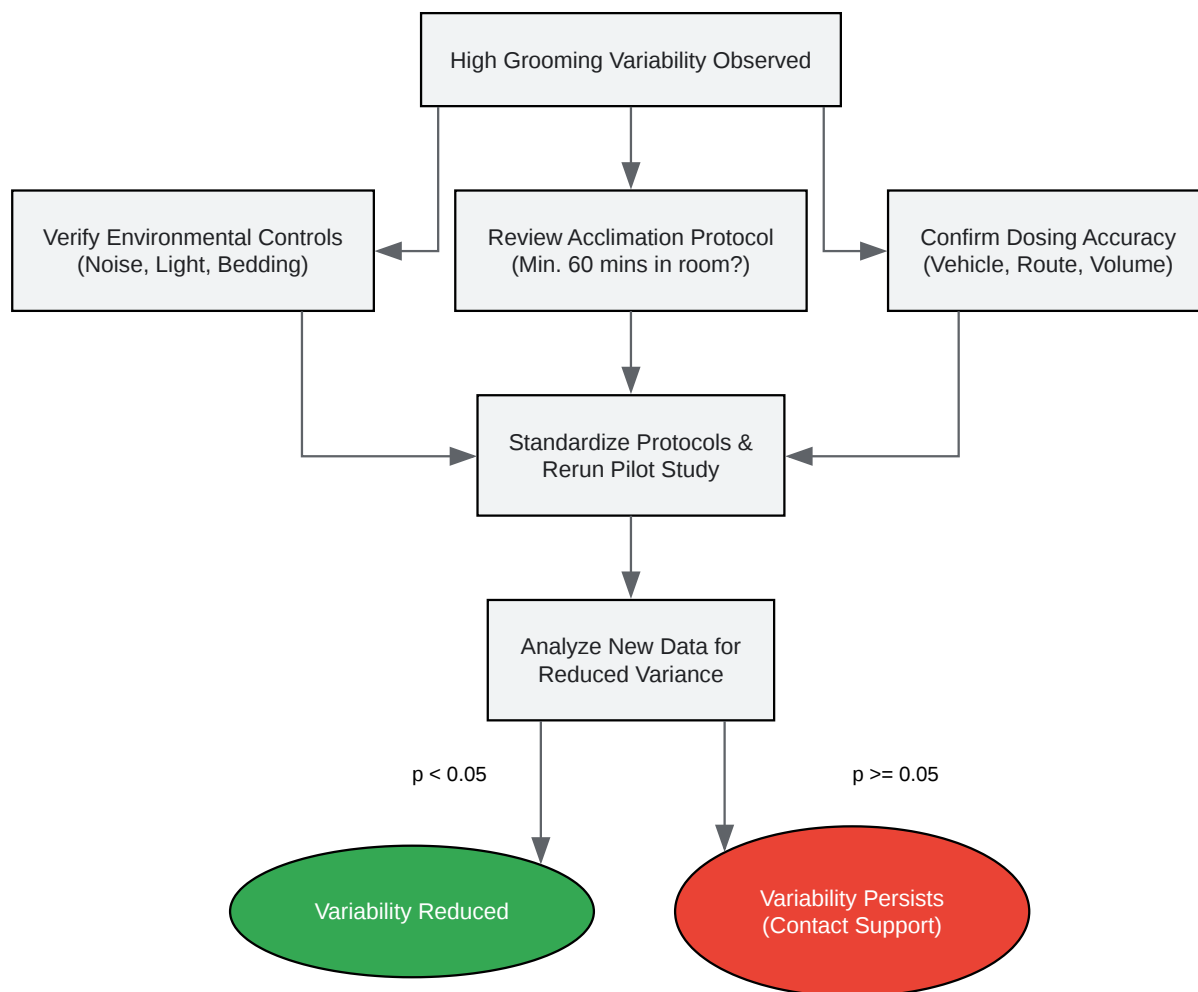 High Grooming Variability Observed
Verify Environmental Controls
(Noise, Light, Bedding)
Review Acclimation Protocol
(Min. 60 mins in room?)
Confirm Dosing Accuracy
(Vehicle, Route, Volume)
Standardize Protocols &
Rerun Pilot Study
Analyze New Data for
Reduced Variance
p < 0.05
p >= 0.05
Variability Reduced
Variability Persists
(Contact Support)